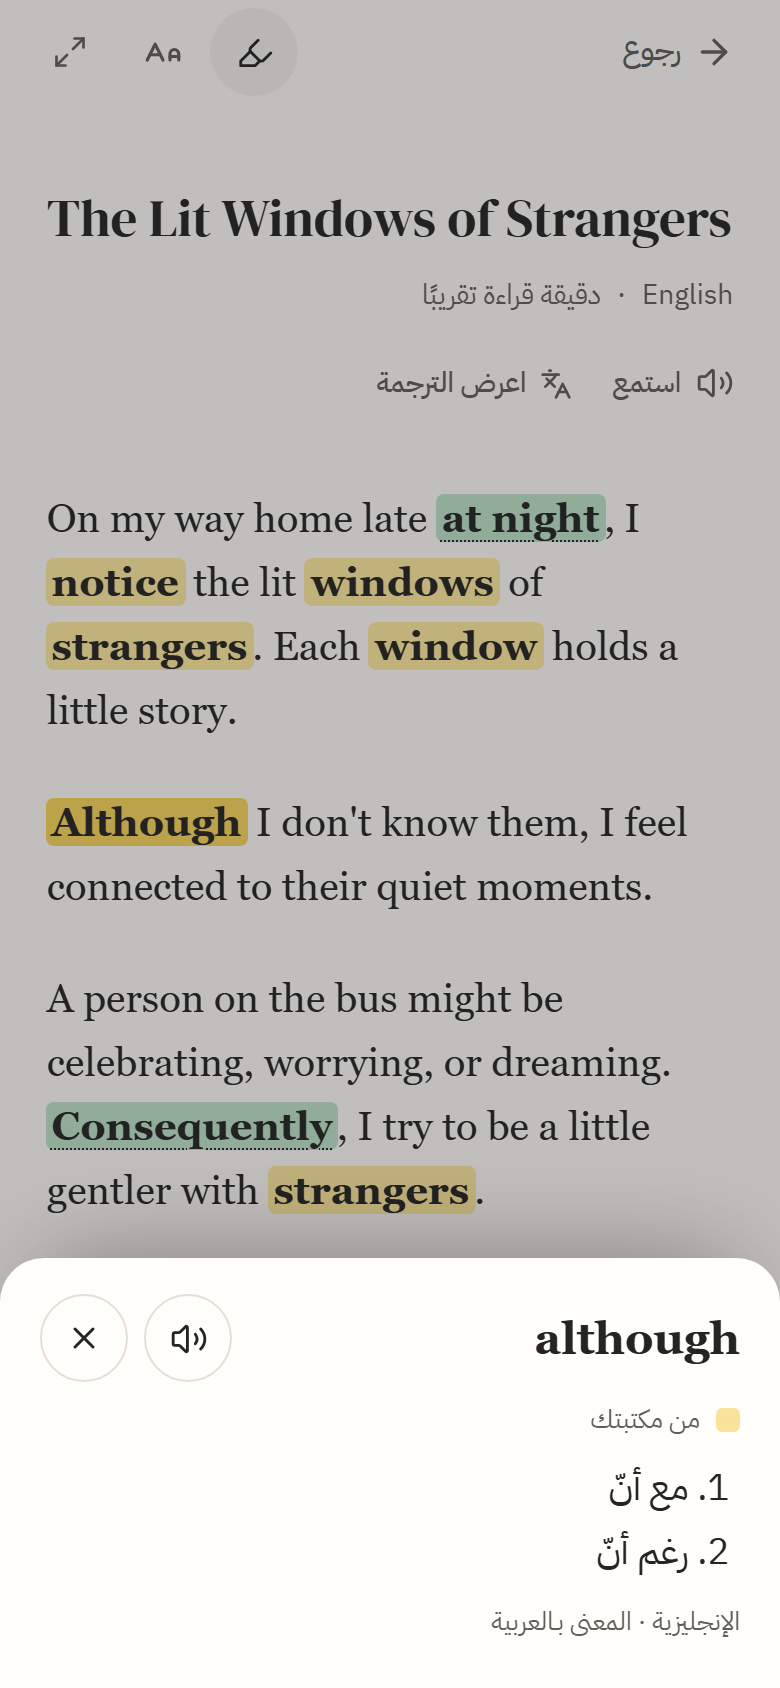 رجوع
The Lit Windows of Strangers
English · دقيقة قراءة تقريبًا
استمع
اعرض الترجمة
On my way home late at night, I
notice the lit windows of
strangers. Each window holds a
little story.
Although I don't know them, I feel
connected to their quiet moments.
A person on the bus might be
celebrating, worrying, or dreaming.
Consequently, I try to be a little
gentler with strangers.
although
من مكتبتك
1. مع أنّ
2. رغم أنّ
الإنجليزية · المعنى بالعربية